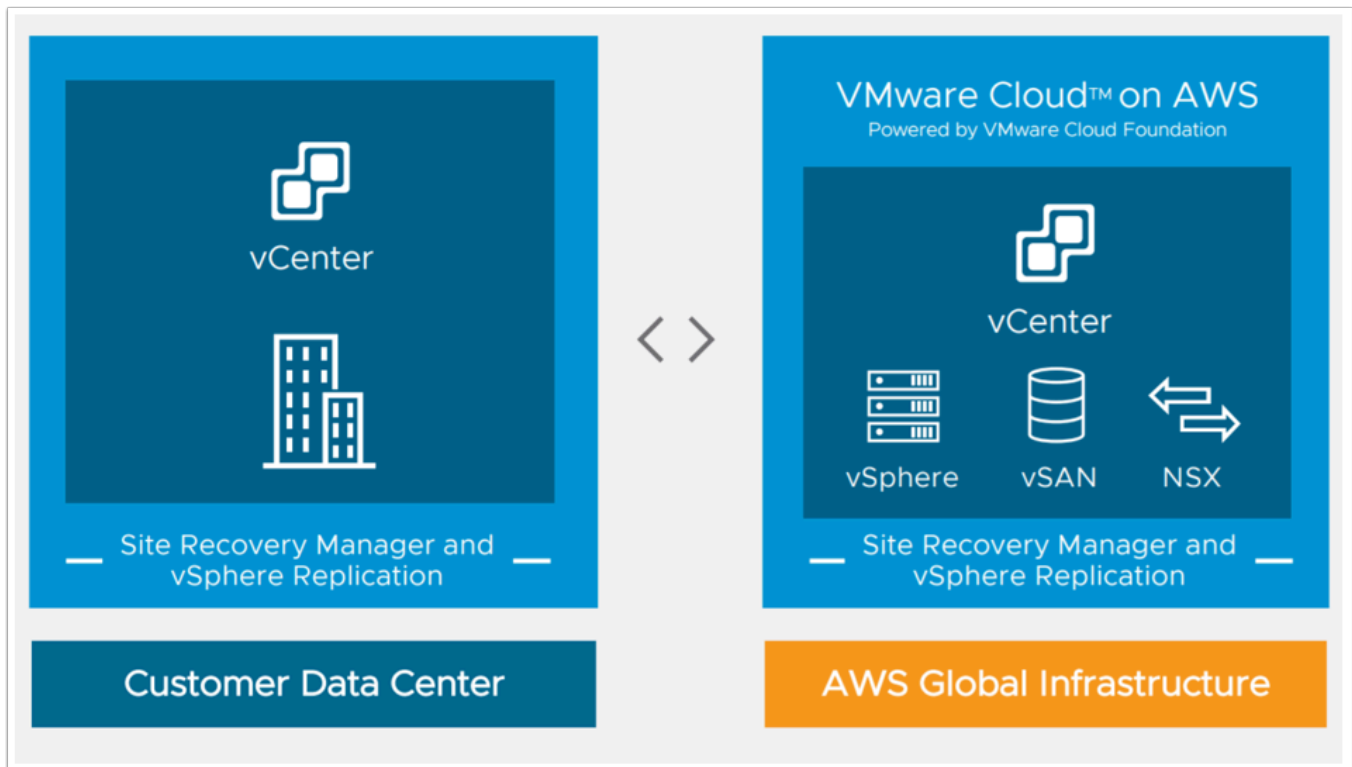 vCenter
Site Recovery Manager and
vSphere Replication
Customer Data Center
VMware Cloud™ on AWS
Powered by VMware Cloud Foundation
vCenter
vSphere
vSAN
NSX
Site Recovery Manager and
vSphere Replication
AWS Global Infrastructure